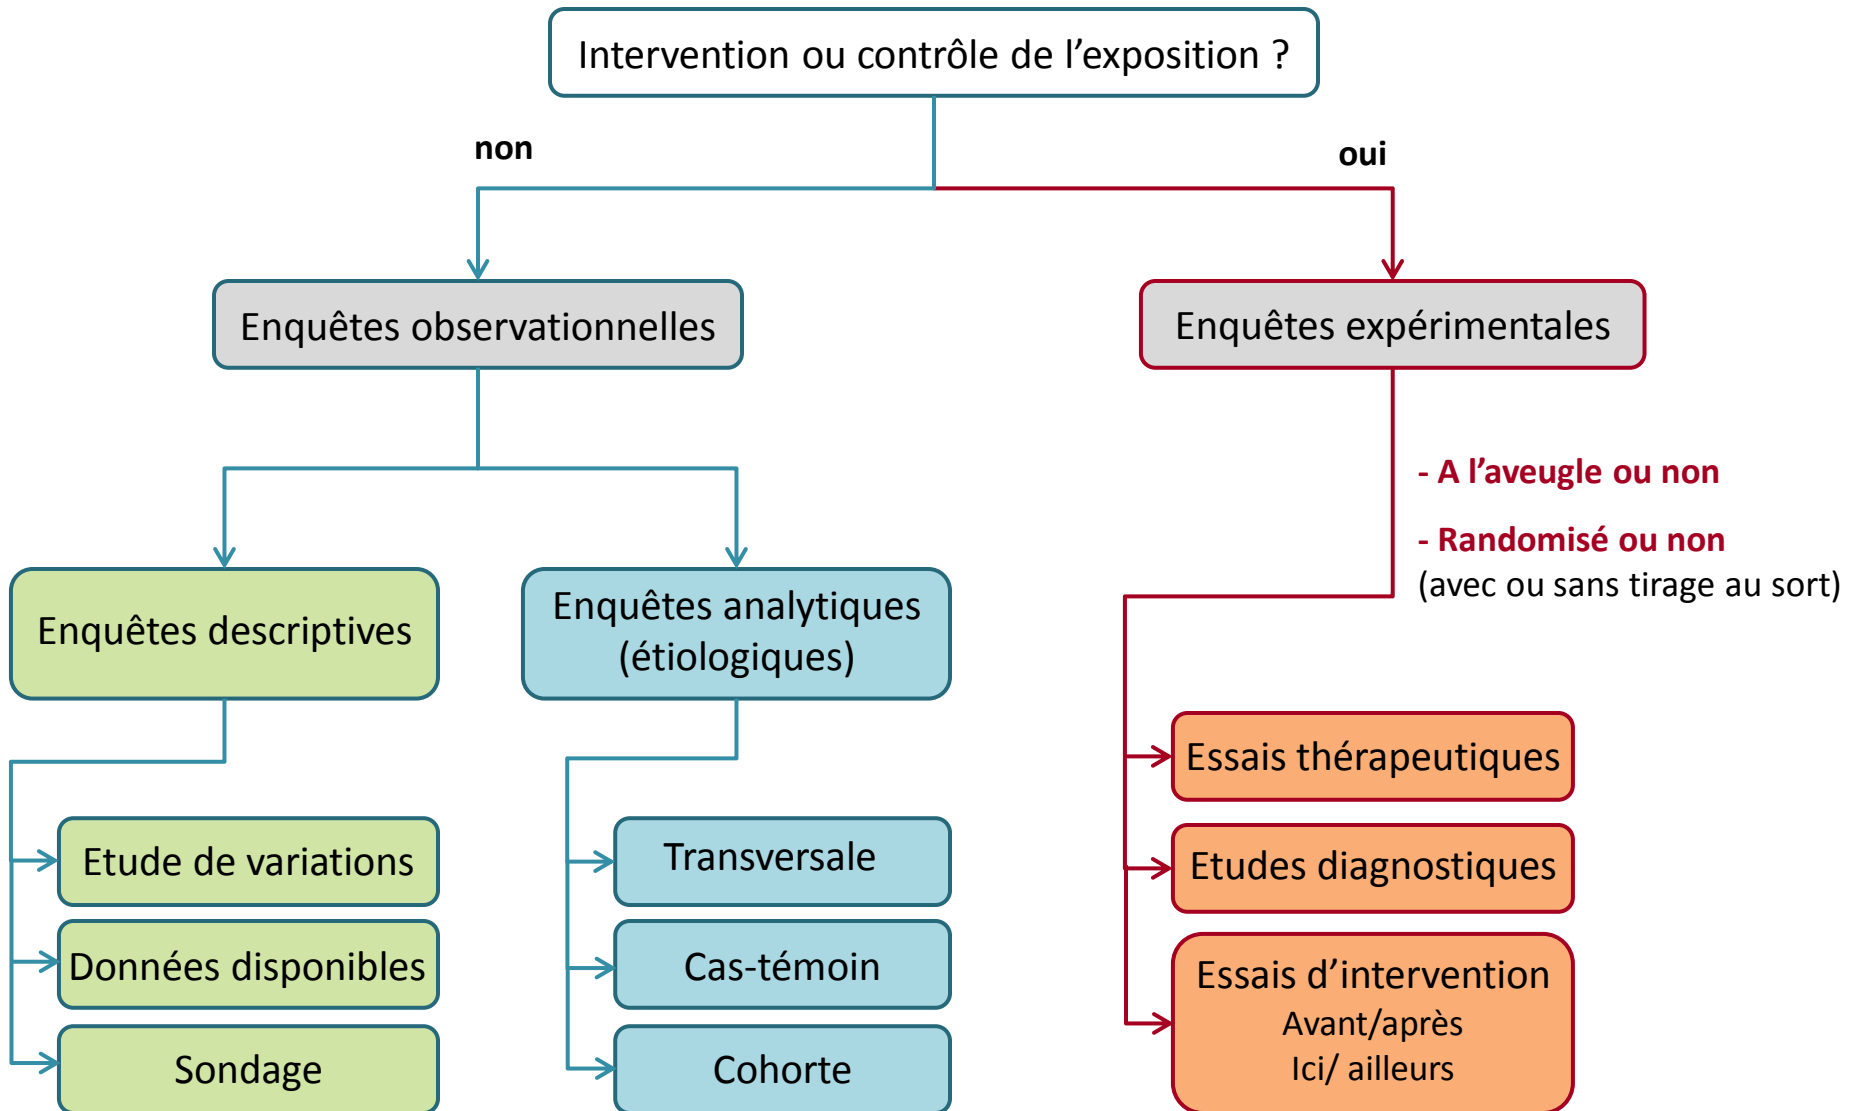 Intervention ou contrôle de l’exposition ?
non
oui
Enquêtes observationnelles
Enquêtes expérimentales
- A l’aveugle ou non
- Randomisé ou non
(avec ou sans tirage au sort)
Enquêtes descriptives
Enquêtes analytiques
(étiologiques)
Etude de variations
Données disponibles
Sondage
Transversale
Cas-témoin
Cohorte
Essais thérapeutiques
Etudes diagnostiques
Essais d’intervention
Avant/après
Ici/ ailleurs